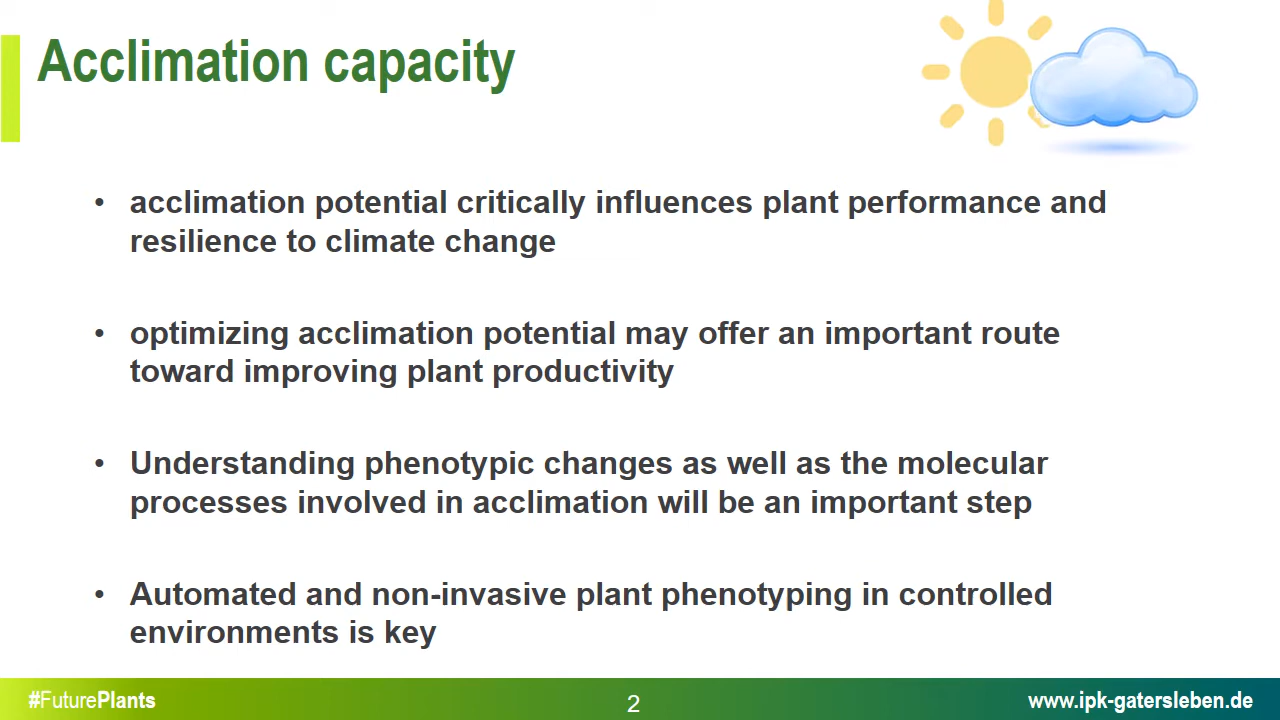 Acclimation capacity
• acclimation potential critically influences plant performance and
resilience to climate change
• optimizing acclimation potential may offer an important route
toward improving plant productivity
• Understanding phenotypic changes as well as the molecular
processes involved in acclimation will be an important step
• Automated and non-invasive plant phenotyping in controlled
environments is key
#FuturePlants
2
www.ipk-gatersleben.de